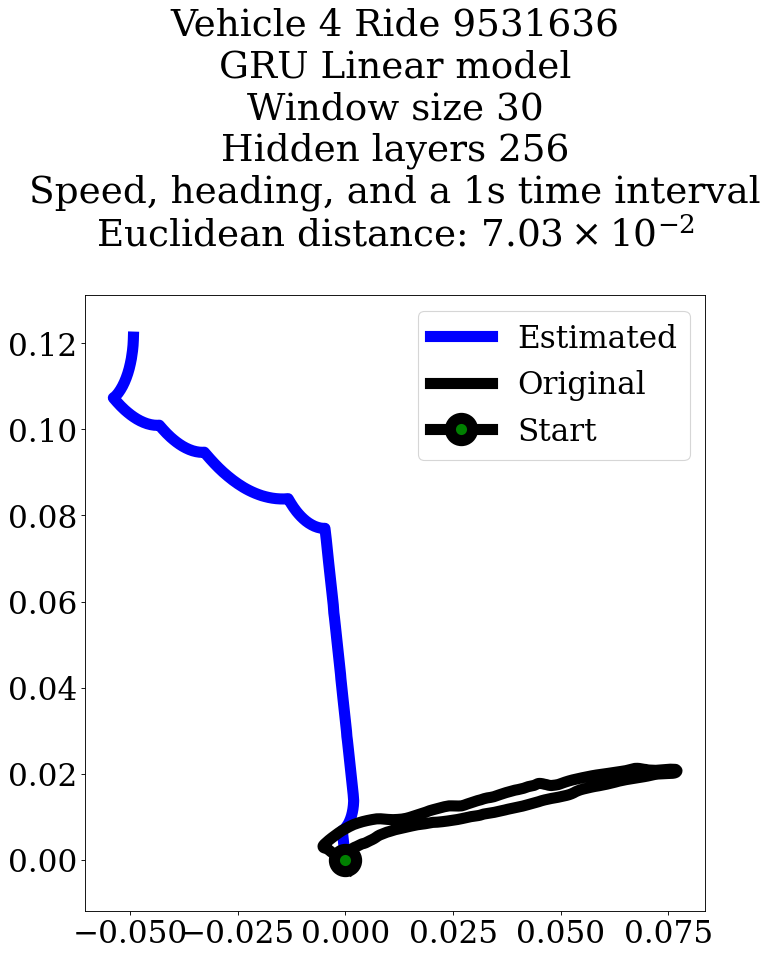 Vehicle 4 Ride 9531636
GRU Linear model
Window size 30
Hidden layers 256
Speed, heading, and a 1s time interval
Euclidean distance: 7.03 × 10⁻²
Estimated
Original
Start
0.12
0.10
0.08
0.06
0.04
0.02
0.00
−0.050 −0.025 0.000 0.025 0.050 0.075